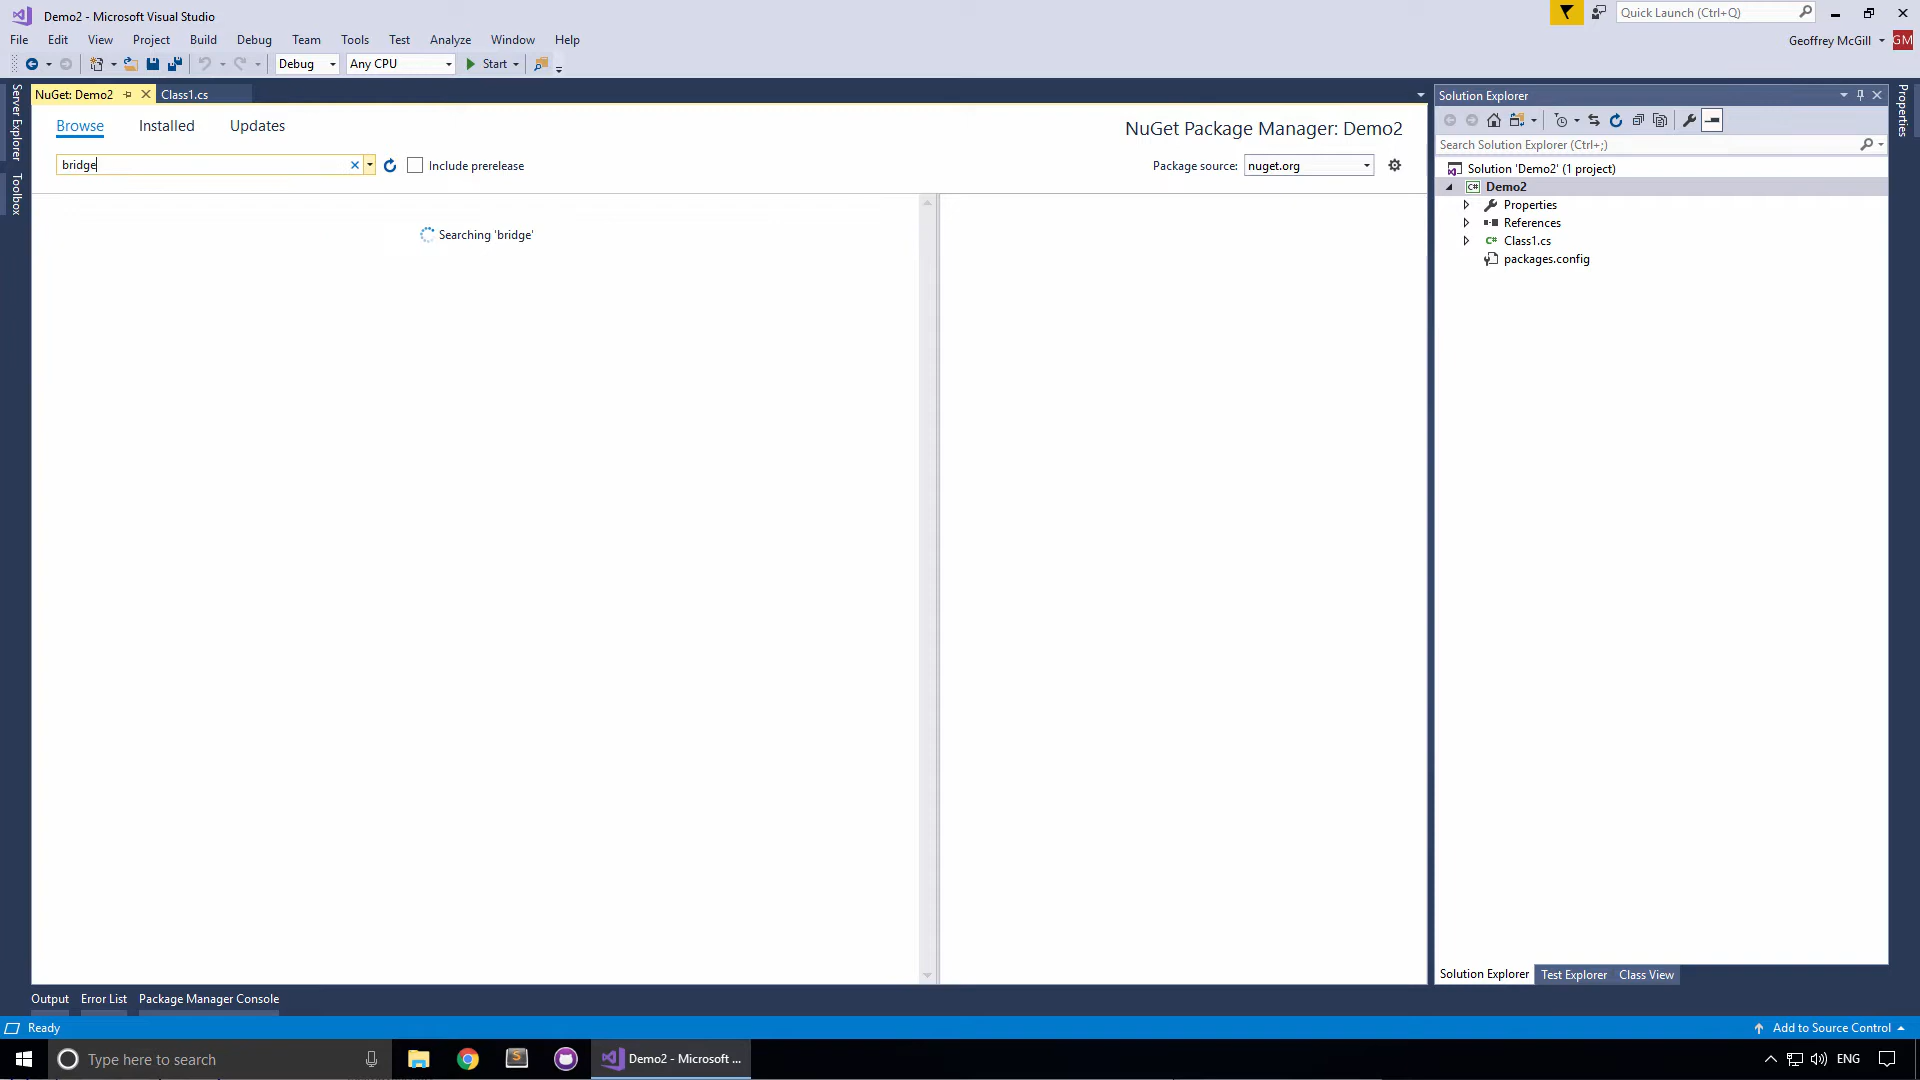 Demo2 - Microsoft Visual Studio
Quick Launch (Ctrl+Q)
File Edit View Project Build Debug Team Tools Test Analyze Window Help
Geoffrey McGill GM
Debug Any CPU Start
NuGet: Demo2 Class1.cs
Server Explorer
Toolbox
Browse Installed Updates
NuGet Package Manager: Demo2
bridge
Include prerelease
Package source: nuget.org
Searching 'bridge'
Solution Explorer
Search Solution Explorer (Ctrl+;)
Solution 'Demo2' (1 project)
C# Demo2
Properties
References
C# Class1.cs
packages.config
Properties
Solution Explorer Test Explorer Class View
Output Error List Package Manager Console
Ready
Add to Source Control
Type here to search
S
Demo2 - Microsoft ...
ENG